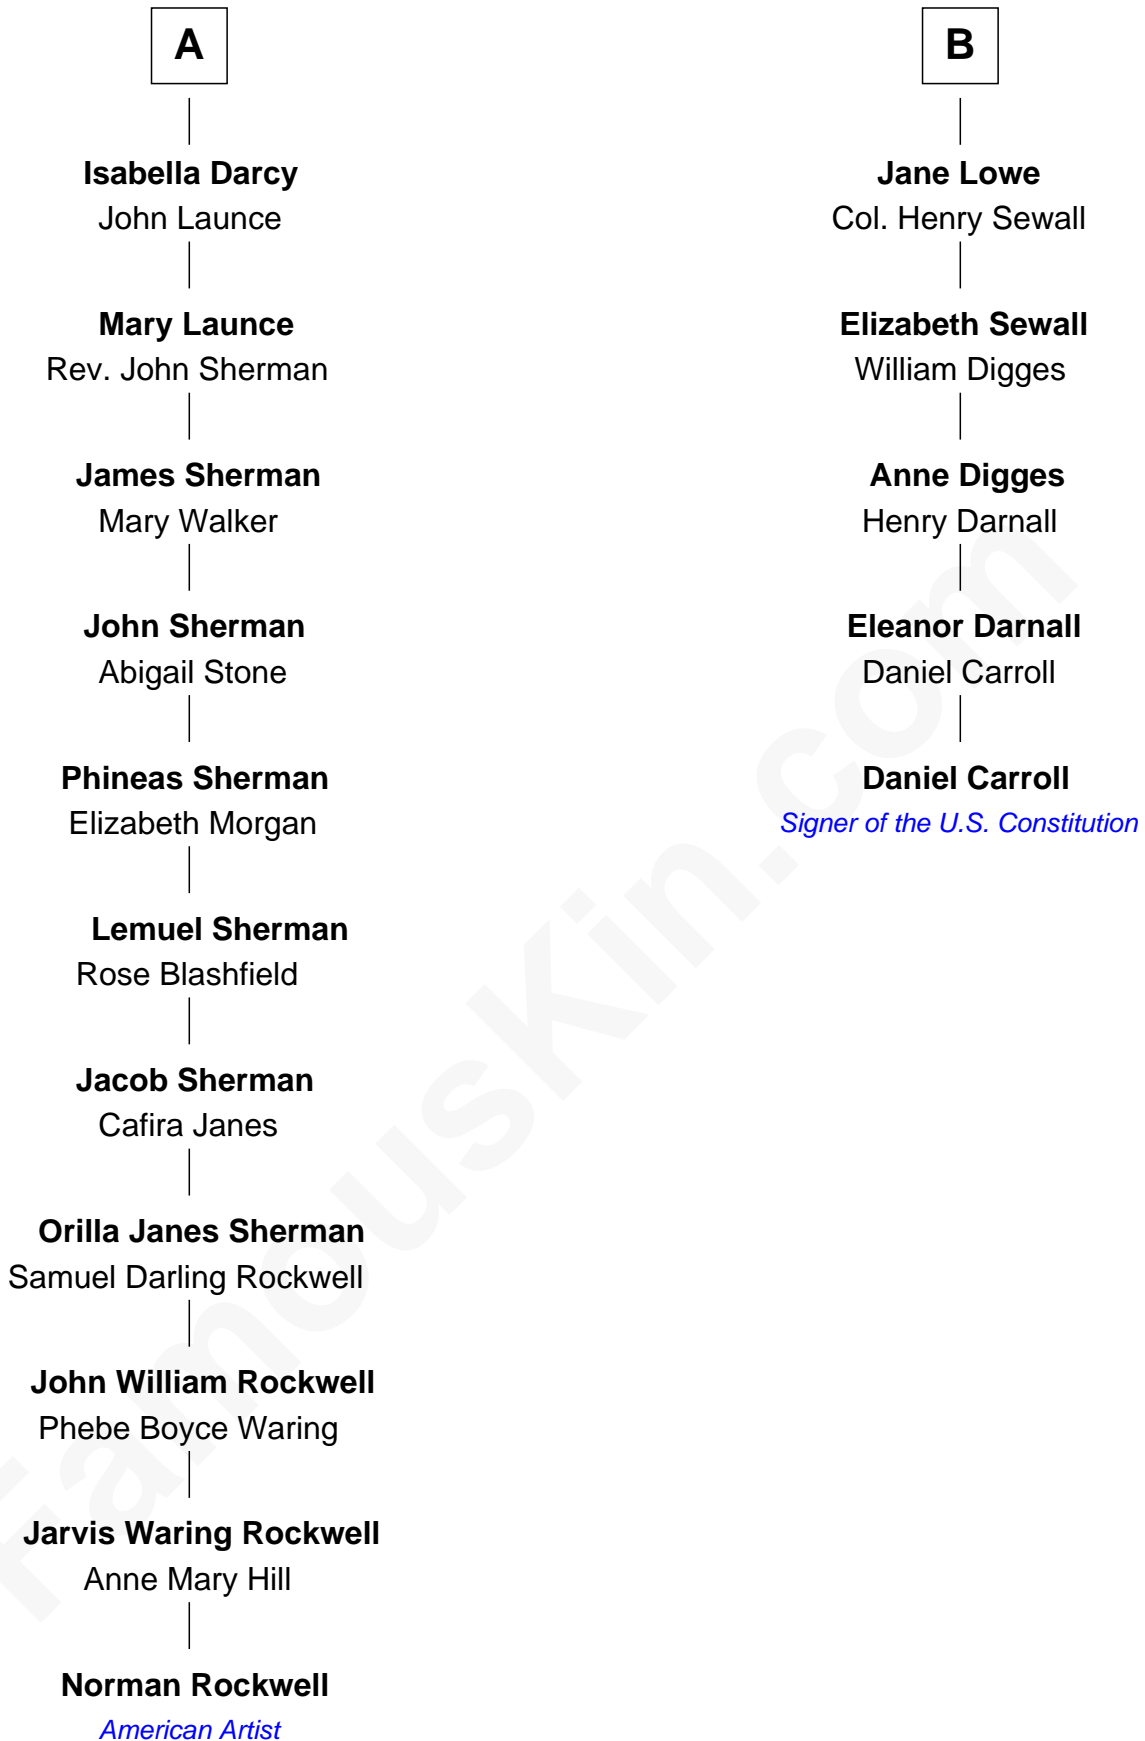 A
Isabella Darcy
John Launce
Mary Launce
Rev. John Sherman
James Sherman
Mary Walker
John Sherman
Abigail Stone
Phineas Sherman
Elizabeth Morgan
Lemuel Sherman
Rose Blashfield
Jacob Sherman
Cafira Janes
Orilla Janes Sherman
Samuel Darling Rockwell
John William Rockwell
Phebe Boyce Waring
Jarvis Waring Rockwell
Anne Mary Hill
Norman Rockwell
American Artist
B
Jane Lowe
Col. Henry Sewall
Elizabeth Sewall
William Digges
Anne Digges
Henry Darnall
Eleanor Darnall
Daniel Carroll
Daniel Carroll
Signer of the U.S. Constitution
FamousKin.com